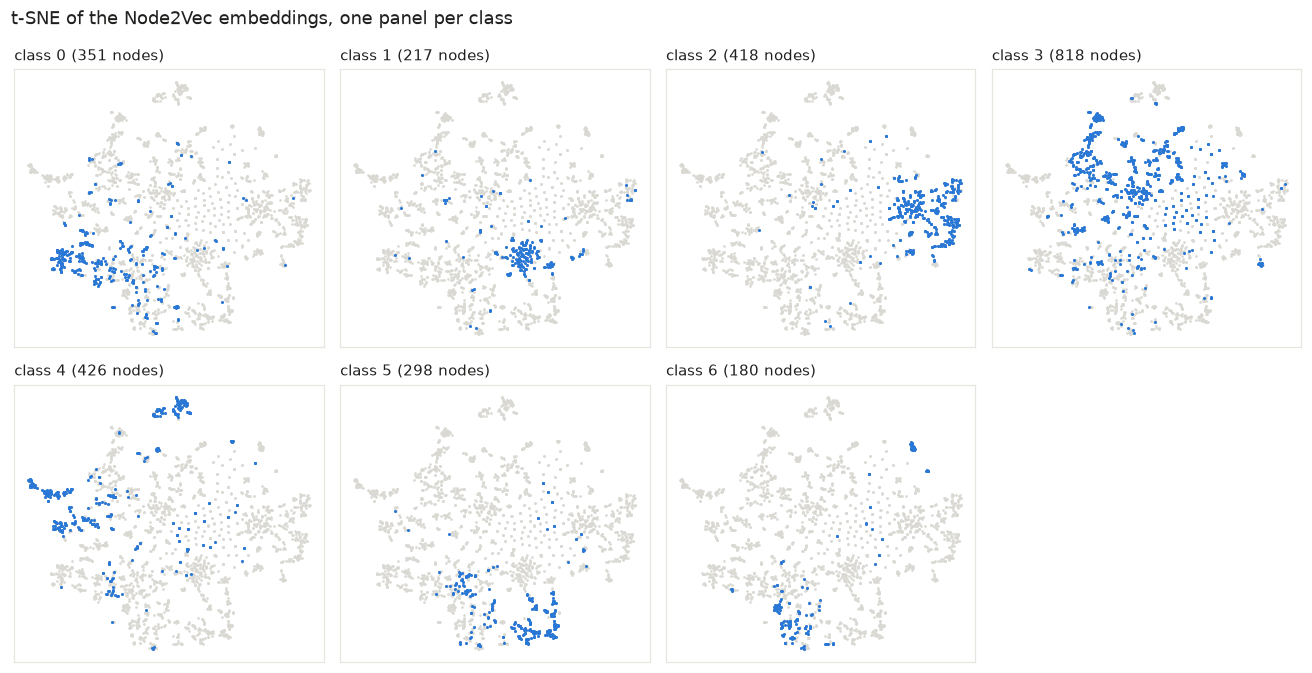 t-SNE of the Node2Vec embeddings, one panel per class
class 0 (351 nodes)
class 1 (217 nodes)
class 2 (418 nodes)
class 3 (818 nodes)
class 4 (426 nodes)
class 5 (298 nodes)
class 6 (180 nodes)